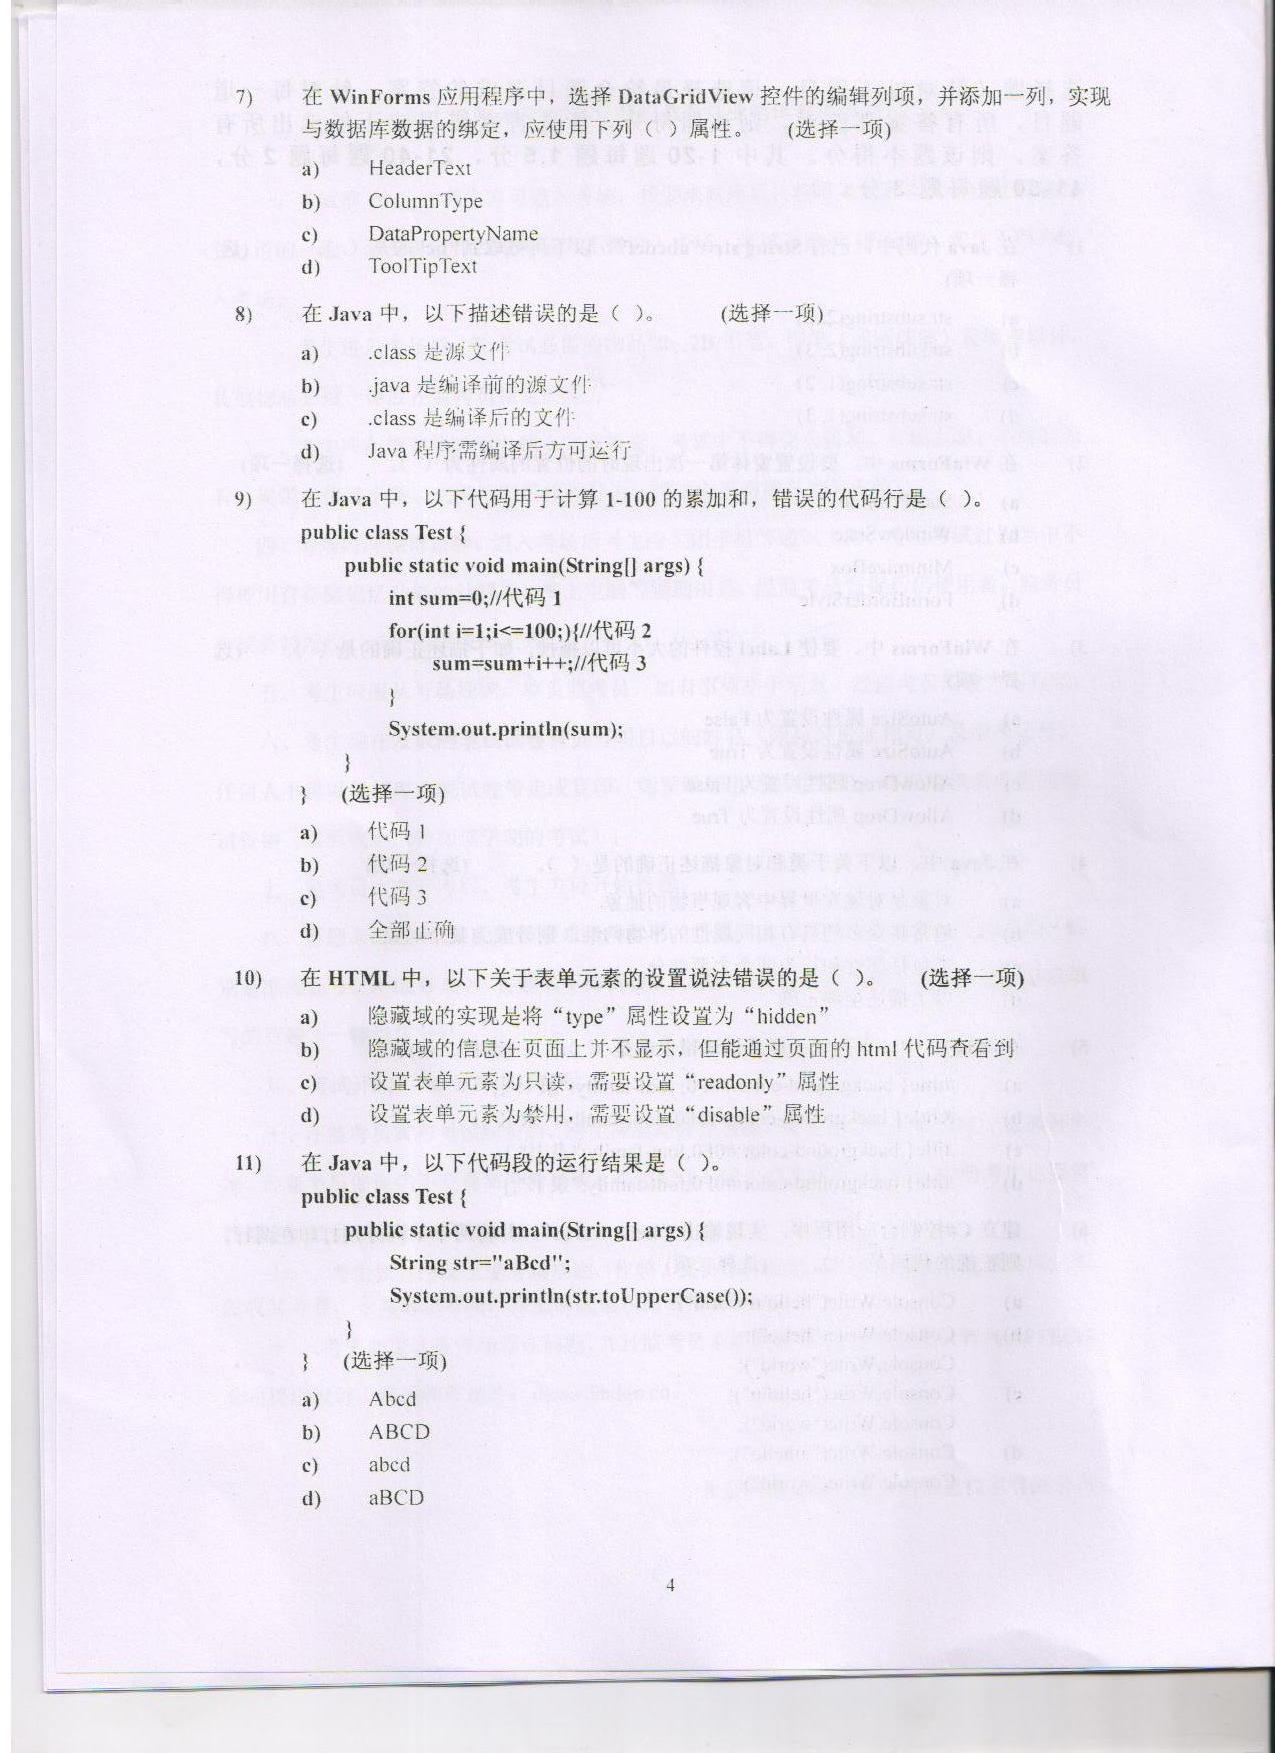 7) 在 WinForms 应用程序中，选择 DataGridView 控件的编辑列项，并添加一列，实现
与数据库数据的绑定，应使用下列（ ）属性。 (选择一项)
a) HeaderText
b) ColumnType
c) DataPropertyName
d) ToolTipText
8) 在 Java 中，以下描述错误的是（ ）。 (选择一项)
a) .class 是源文件
b) .java 是编译前的源文件
c) .class 是编译后的文件
d) Java 程序需编译后方可运行
9) 在 Java 中，以下代码用于计算 1-100 的累加和，错误的代码行是（ ）。
public class Test {
public static void main(String[] args) {
int sum=0;//代码 1
for(int i=1;i<=100;){//代码 2
sum=sum+i++;//代码 3
}
System.out.println(sum);
}
} (选择一项)
a) 代码 1
b) 代码 2
c) 代码 3
d) 全部正确
10) 在 HTML 中，以下关于表单元素的设置说法错误的是（ ）。 (选择一项)
a) 隐藏域的实现是将“type”属性设置为“hidden”
b) 隐藏域的信息在页面上并不显示，但能通过页面的 html 代码查看到
c) 设置表单元素为只读，需要设置“readonly”属性
d) 设置表单元素为禁用，需要设置“disable”属性
11) 在 Java 中，以下代码段的运行结果是（ ）。
public class Test {
public static void main(String[] args) {
String str="aBcd";
System.out.println(str.toUpperCase());
}
} (选择一项)
a) Abcd
b) ABCD
c) abcd
d) aBCD
4